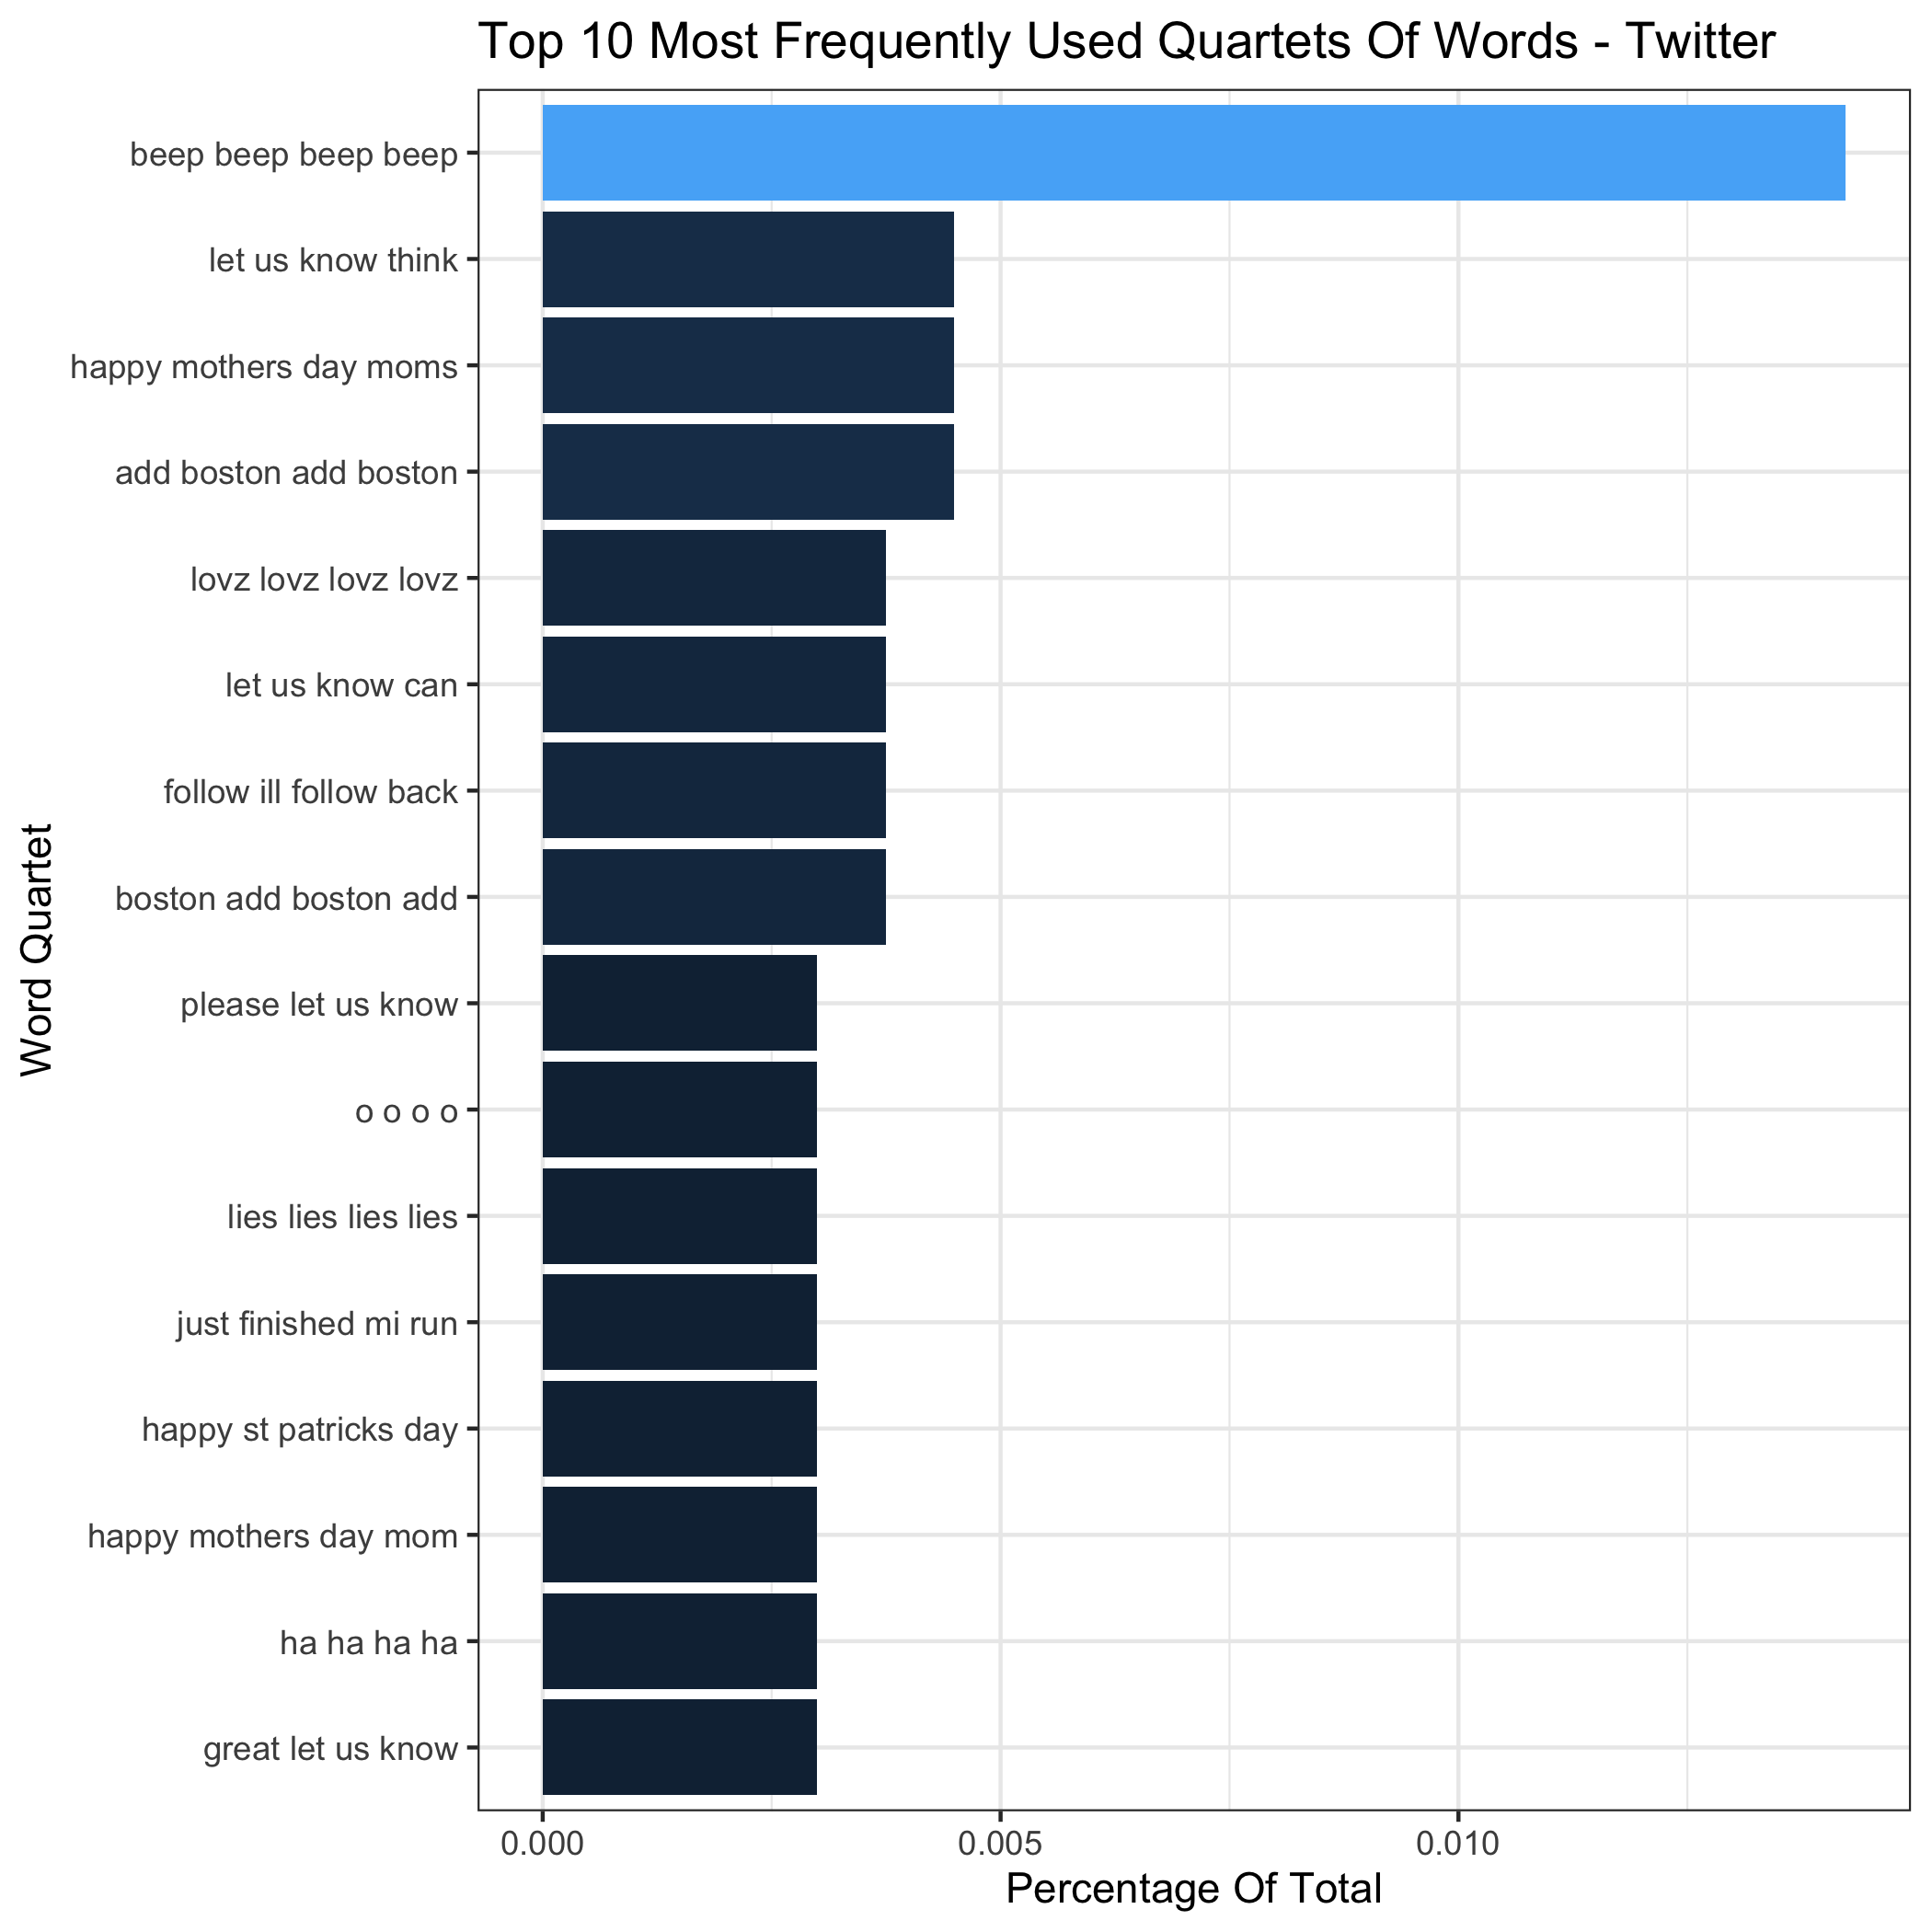 Top 10 Most Frequently Used Quartets Of Words - Twitter
beep beep beep beep
let us know think
happy mothers day moms
add boston add boston
lovz lovz lovz lovz
let us know can
follow ill follow back
boston add boston add
please let us know
o o o o
lies lies lies lies
just finished mi run
happy st patricks day
happy mothers day mom
ha ha ha ha
great let us know
Word Quartet
0.000 0.005 0.010
Percentage Of Total